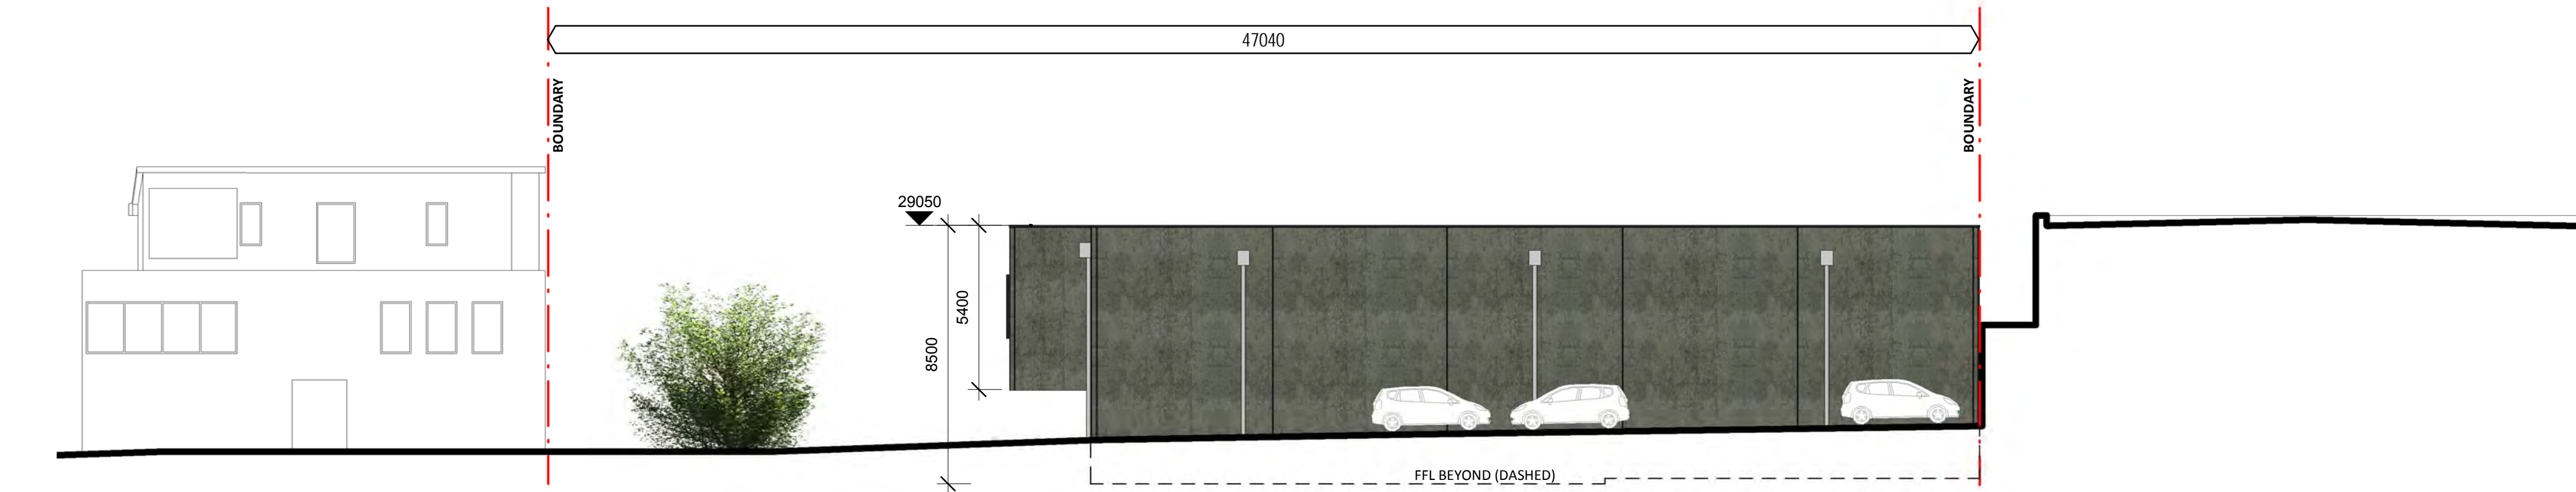 47040
BOUNDARY
BOUNDARY
29050
5400
8500
FFL BEYOND (DASHED)